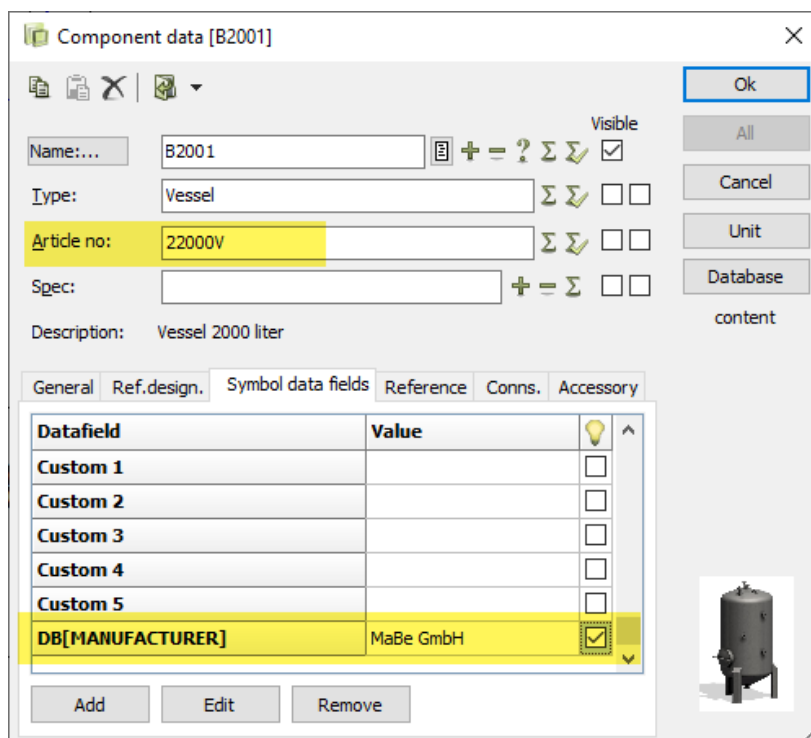 Component data [B2001]
Ok
Visible
All
Name:... B2001
Cancel
Type: Vessel
Article no: 22000V
Unit
Spec:
Database
content
Description: Vessel 2000 liter
General Ref.design. Symbol data fields Reference Conns. Accessory
Datafield Value
Custom 1
Custom 2
Custom 3
Custom 4
Custom 5
DB[MANUFACTURER] MaBe GmbH
Add Edit Remove